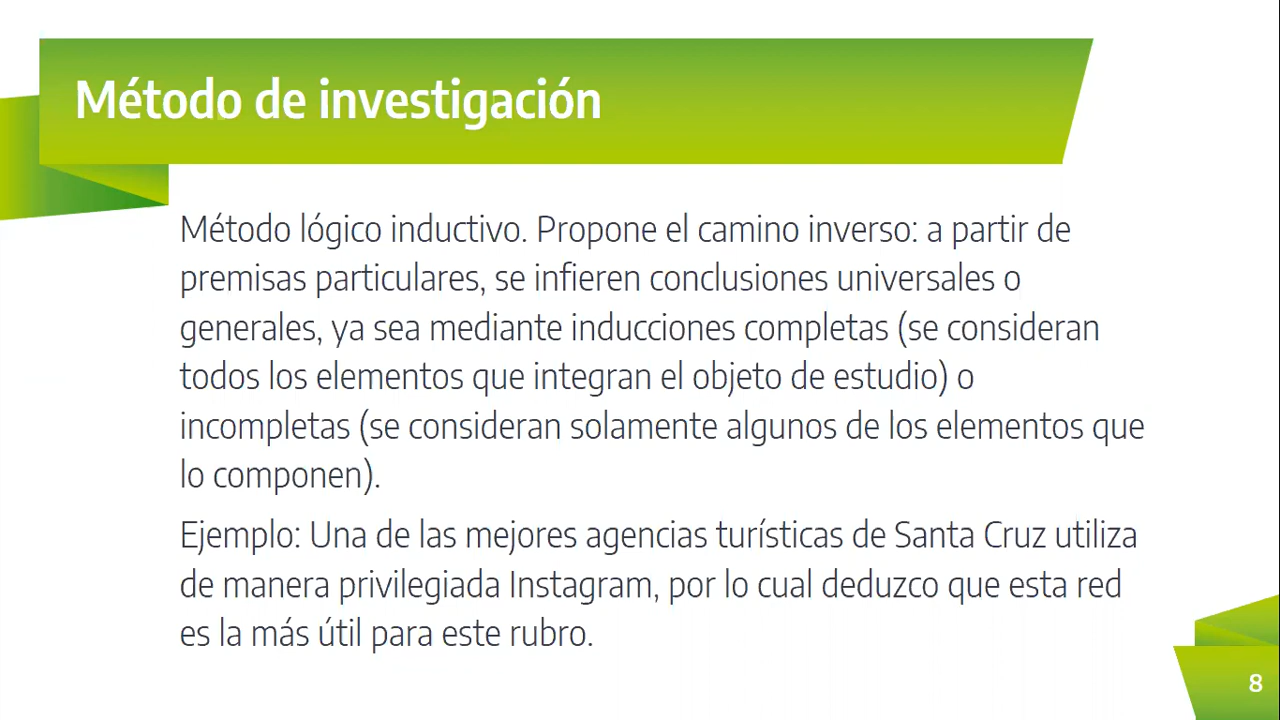 Método de investigación
Método lógico inductivo. Propone el camino inverso: a partir de
premisas particulares, se infieren conclusiones universales o
generales, ya sea mediante inducciones completas (se consideran
todos los elementos que integran el objeto de estudio) o
incompletas (se consideran solamente algunos de los elementos que
lo componen).
Ejemplo: Una de las mejores agencias turísticas de Santa Cruz utiliza
de manera privilegiada Instagram, por lo cual deduzco que esta red
es la más útil para este rubro.
8